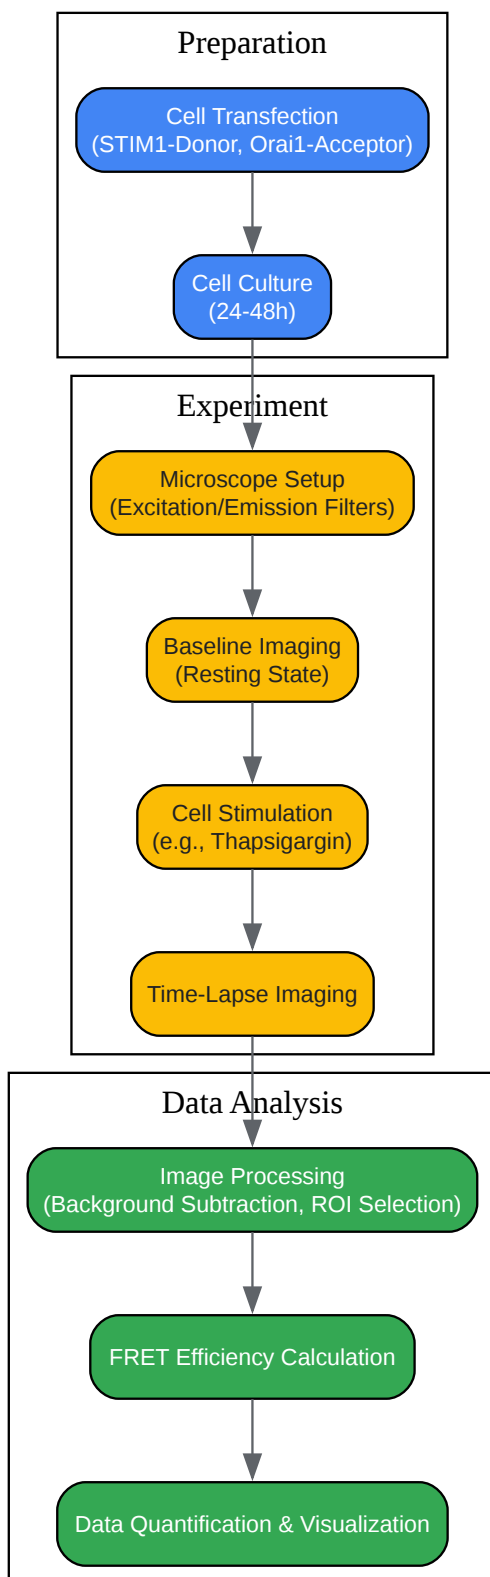 Preparation
Cell Transfection
(STIM1-Donor, Orai1-Acceptor)
Cell Culture
(24-48h)
Experiment
Microscope Setup
(Excitation/Emission Filters)
Baseline Imaging
(Resting State)
Cell Stimulation
(e.g., Thapsigargin)
Time-Lapse Imaging
Data Analysis
Image Processing
(Background Subtraction, ROI Selection)
FRET Efficiency Calculation
Data Quantification & Visualization